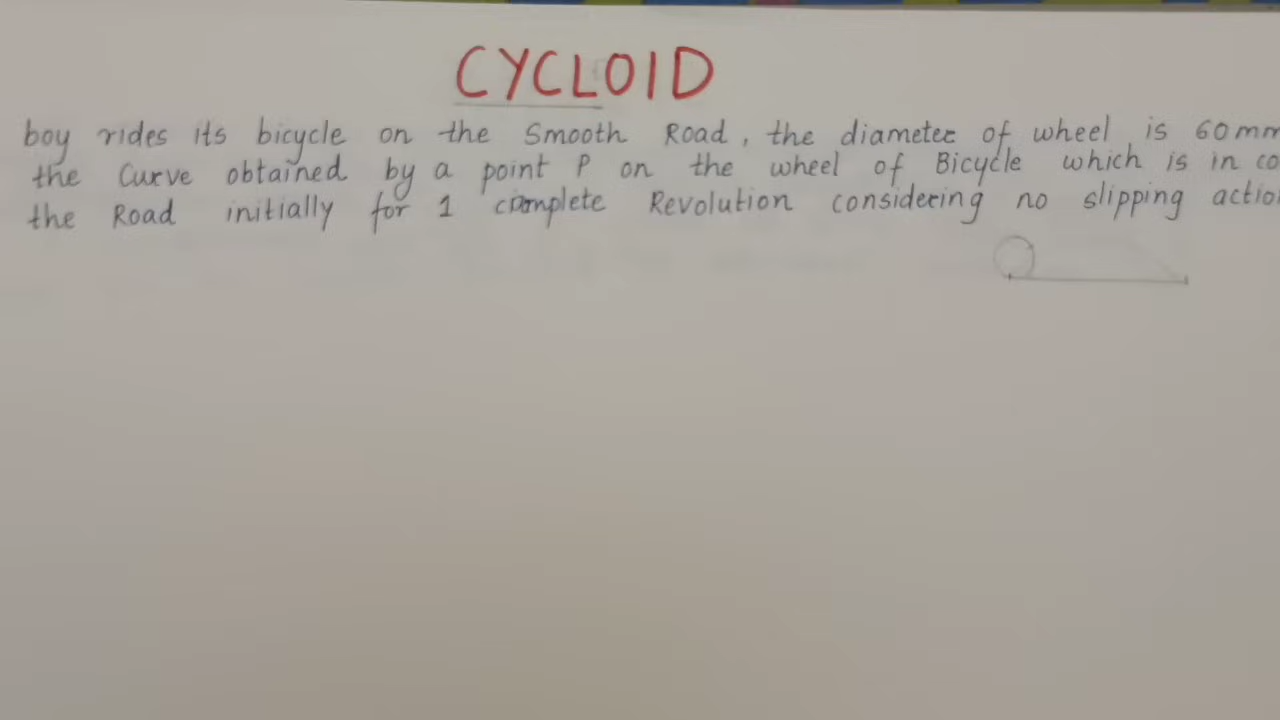 CYCLOID
boy rides its bicycle on the Smooth Road, the diameter of wheel is 60mm
the Curve obtained by a point P on the wheel of Bicycle which is in co
the Road initially for 1 complete Revolution considering no slipping actio